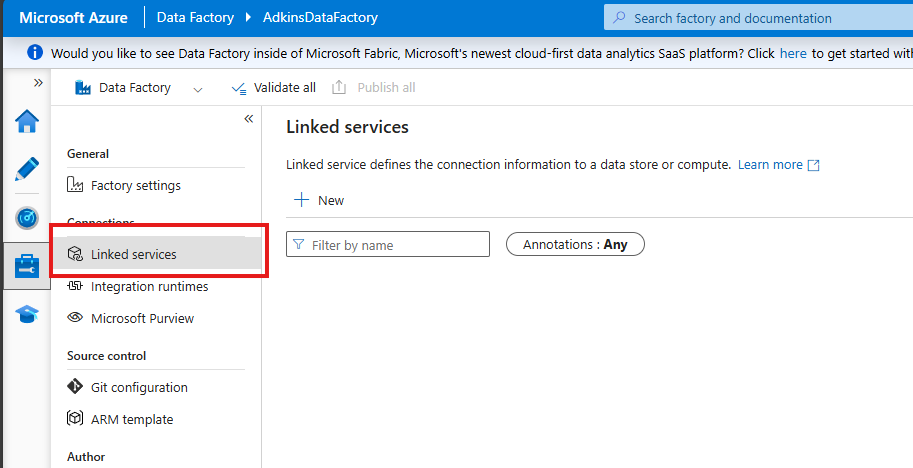 Microsoft Azure Data Factory AdkinsDataFactory Search factory and documentation
Would you like to see Data Factory inside of Microsoft Fabric, Microsoft's newest cloud-first data analytics SaaS platform? Click here to get started with
Data Factory Validate all Publish all
General
Factory settings
Connections
Linked services
Integration runtimes
Microsoft Purview
Source control
Git configuration
ARM template
Author
Linked services
Linked service defines the connection information to a data store or compute. Learn more
New
Filter by name
Annotations : Any